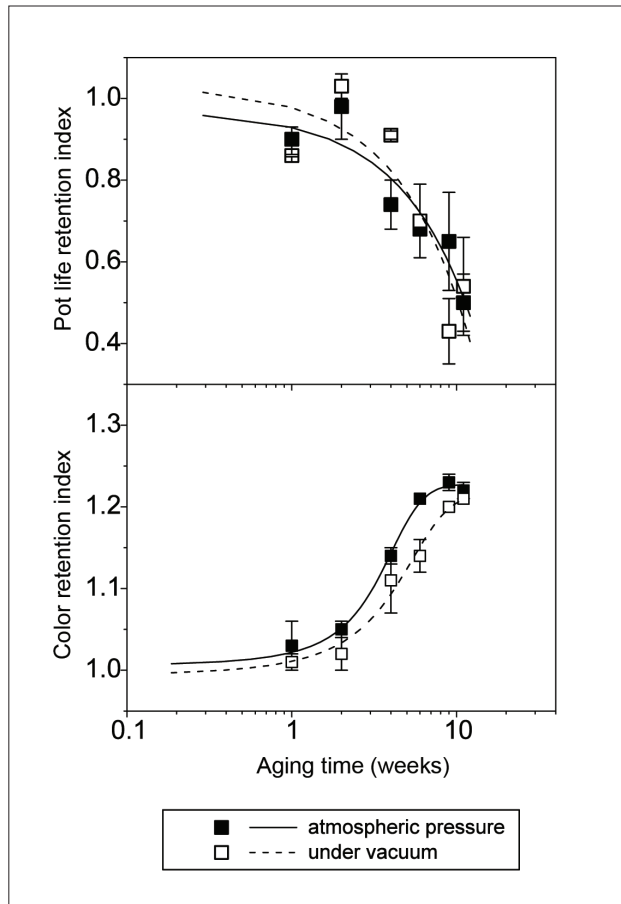 Pot life retention index
1.0
0.8
0.6
0.4
Color retention index
1.3
1.2
1.1
1.0
0.1
1
10
Aging time (weeks)
atmospheric pressure
under vacuum